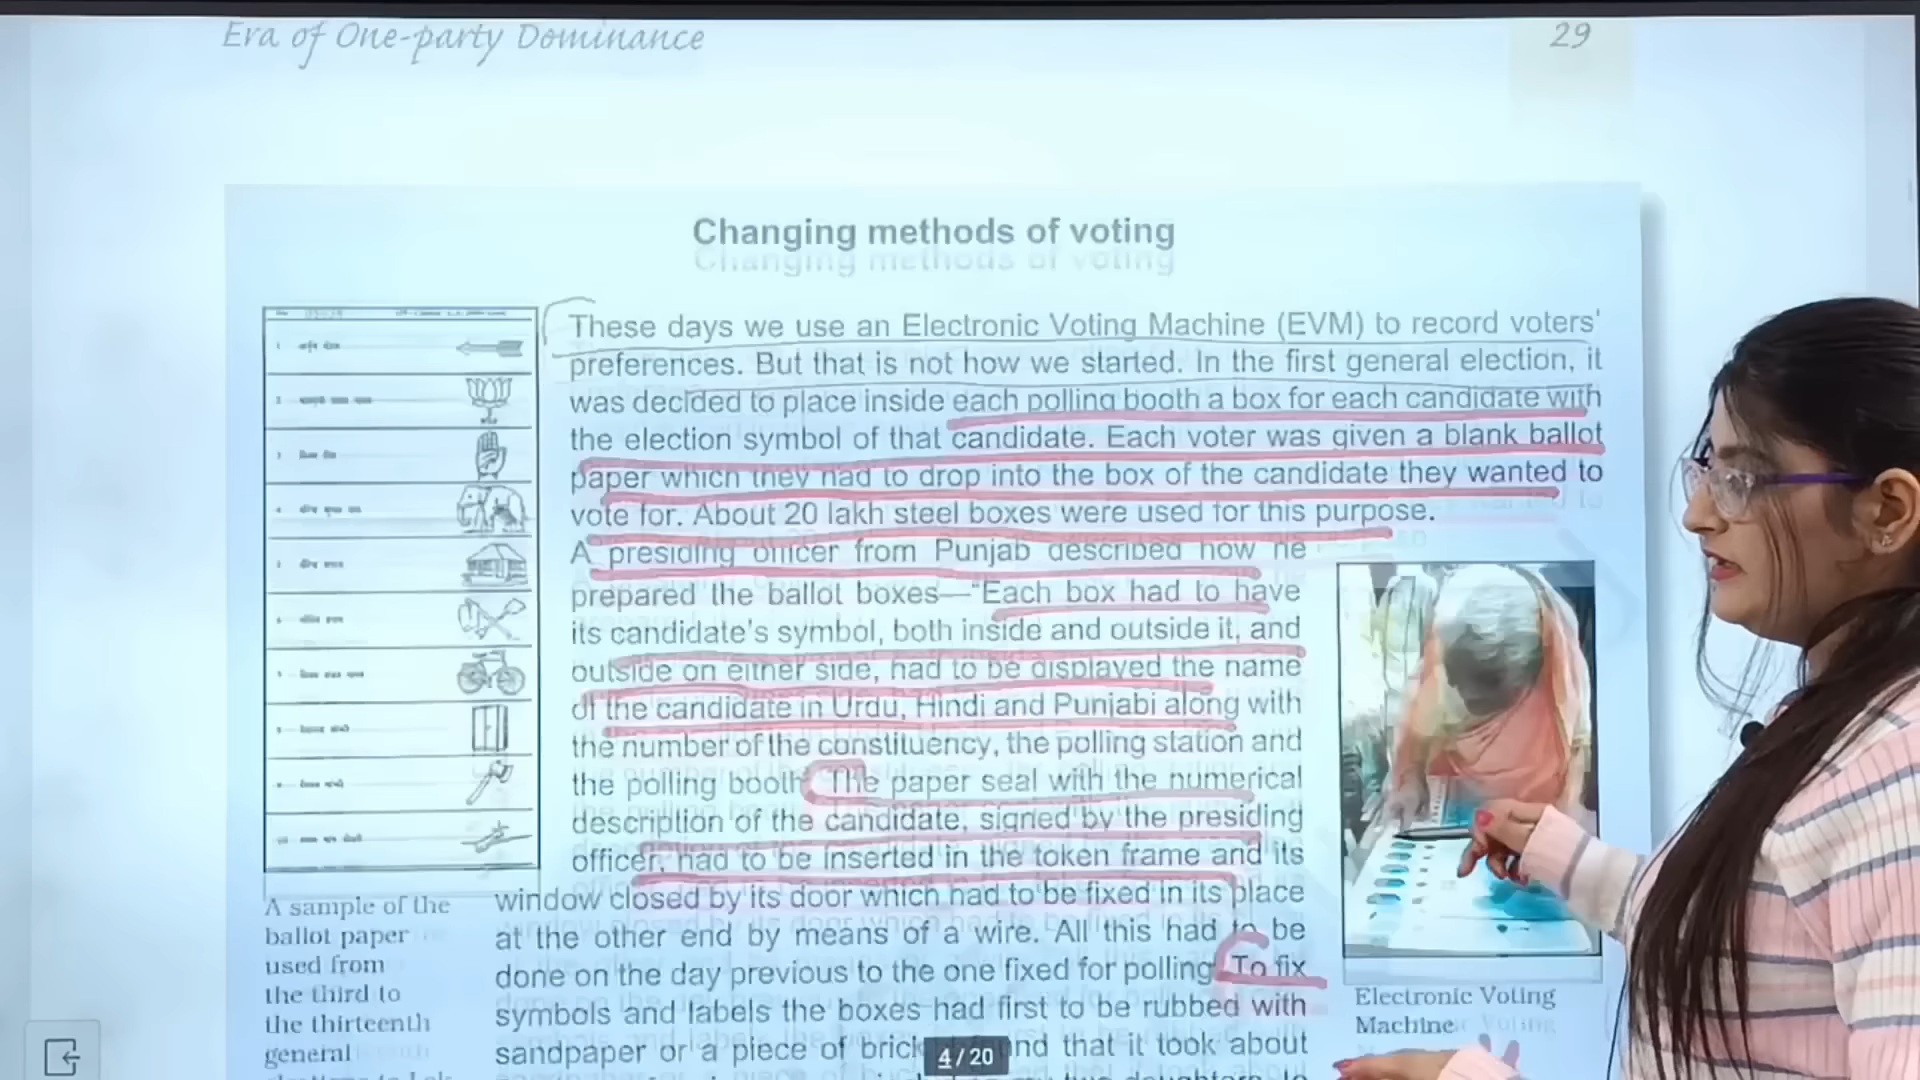 Era of One-party Dominance
29
Changing methods of voting
These days we use an Electronic Voting Machine (EVM) to record voters'
preferences. But that is not how we started. In the first general election, it
was decided to place inside each polling booth a box for each candidate with
the election symbol of that candidate. Each voter was given a blank ballot
paper which they had to drop into the box of the candidate they wanted to
vote for. About 20 lakh steel boxes were used for this purpose.
A presiding officer from Punjab described how he
prepared the ballot boxes—“Each box had to have
its candidate's symbol, both inside and outside it, and
outside on either side, had to be displayed the name
of the candidate in Urdu, Hindi and Punjabi along with
the number of the constituency, the polling station and
the polling booth. The paper seal with the numerical
description of the candidate, signed by the presiding
officer, had to be inserted in the token frame and its
window closed by its door which had to be fixed in its place
at the other end by means of a wire. All this had to be
done on the day previous to the one fixed for polling. To fix
symbols and labels the boxes had first to be rubbed with
sandpaper or a piece of brick. nd that it took about
A sample of the
ballot paper
used from
the third to
the thirteenth
general
Electronic Voting
Machine
4 / 20